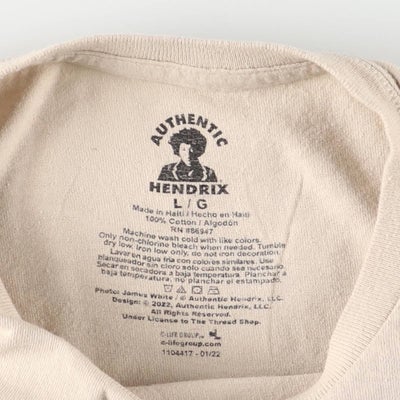 AUTHENTIC
HENDRIX
L / G
Made in Haiti / Hecho en Haiti
100% Cotton / Algodón
RN #86947
Machine wash cold with like colors.
Only non-chlorine bleach when needed. Tumble
dry low. Iron low only, do not iron decoration.
Lavar en agua fria con colores similares. Use
blanqueador sin cloro solo cuando sea necesario.
Secar en secadora a baja temperatura. Planchar a
baja temperatura, no planchar el estampado.
Photo: James White / © Authentic Hendrix, LLC.
Design: © 2022, Authentic Hendrix, LLC.
All Rights Reserved.
Under License to The Thread Shop.
C-LIFE GROUP
c-lifegroup.com
1104417 - 01/22